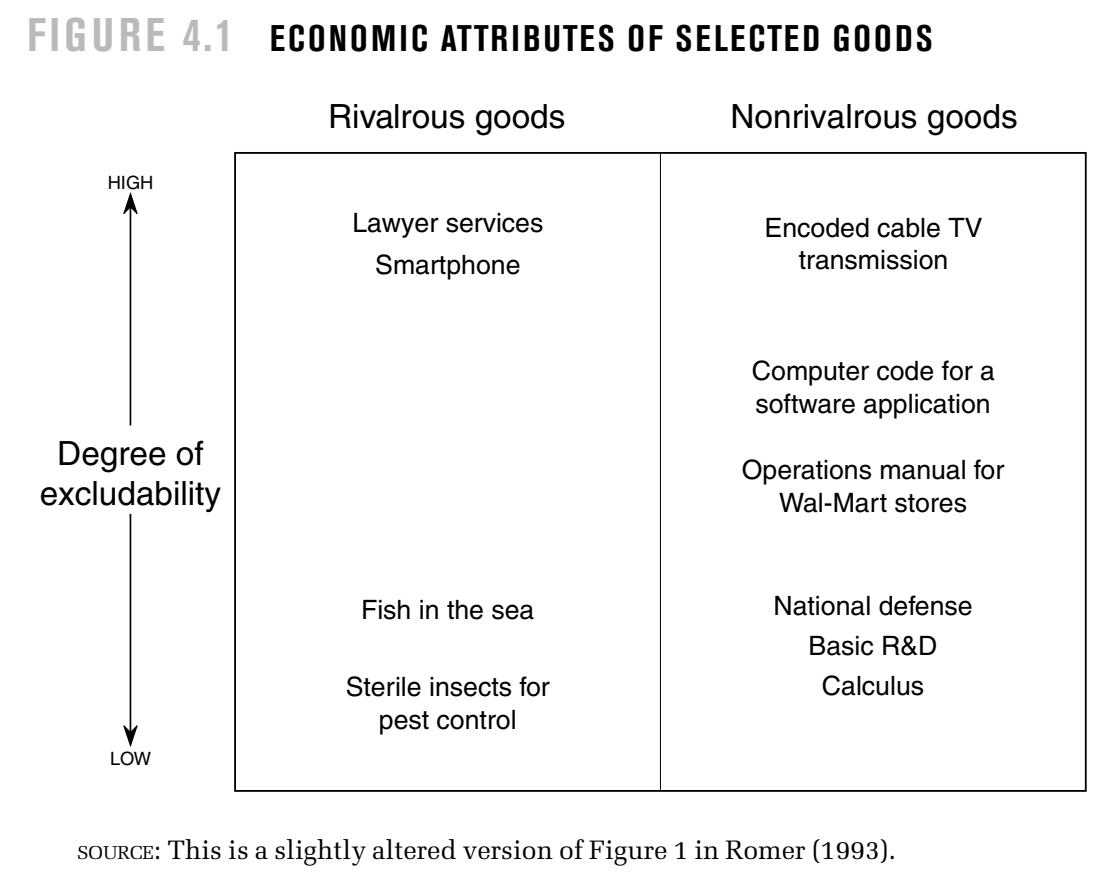 FIGURE 4.1 ECONOMIC ATTRIBUTES OF SELECTED GOODS
Rivalrous goods
Nonrivalrous goods
HIGH
Degree of
excludability
LOW
Lawyer services
Smartphone
Fish in the sea
Sterile insects for
pest control
Encoded cable TV
transmission
Computer code for a
software application
Operations manual for
Wal-Mart stores
National defense
Basic R&D
Calculus
SOURCE: This is a slightly altered version of Figure 1 in Romer (1993).